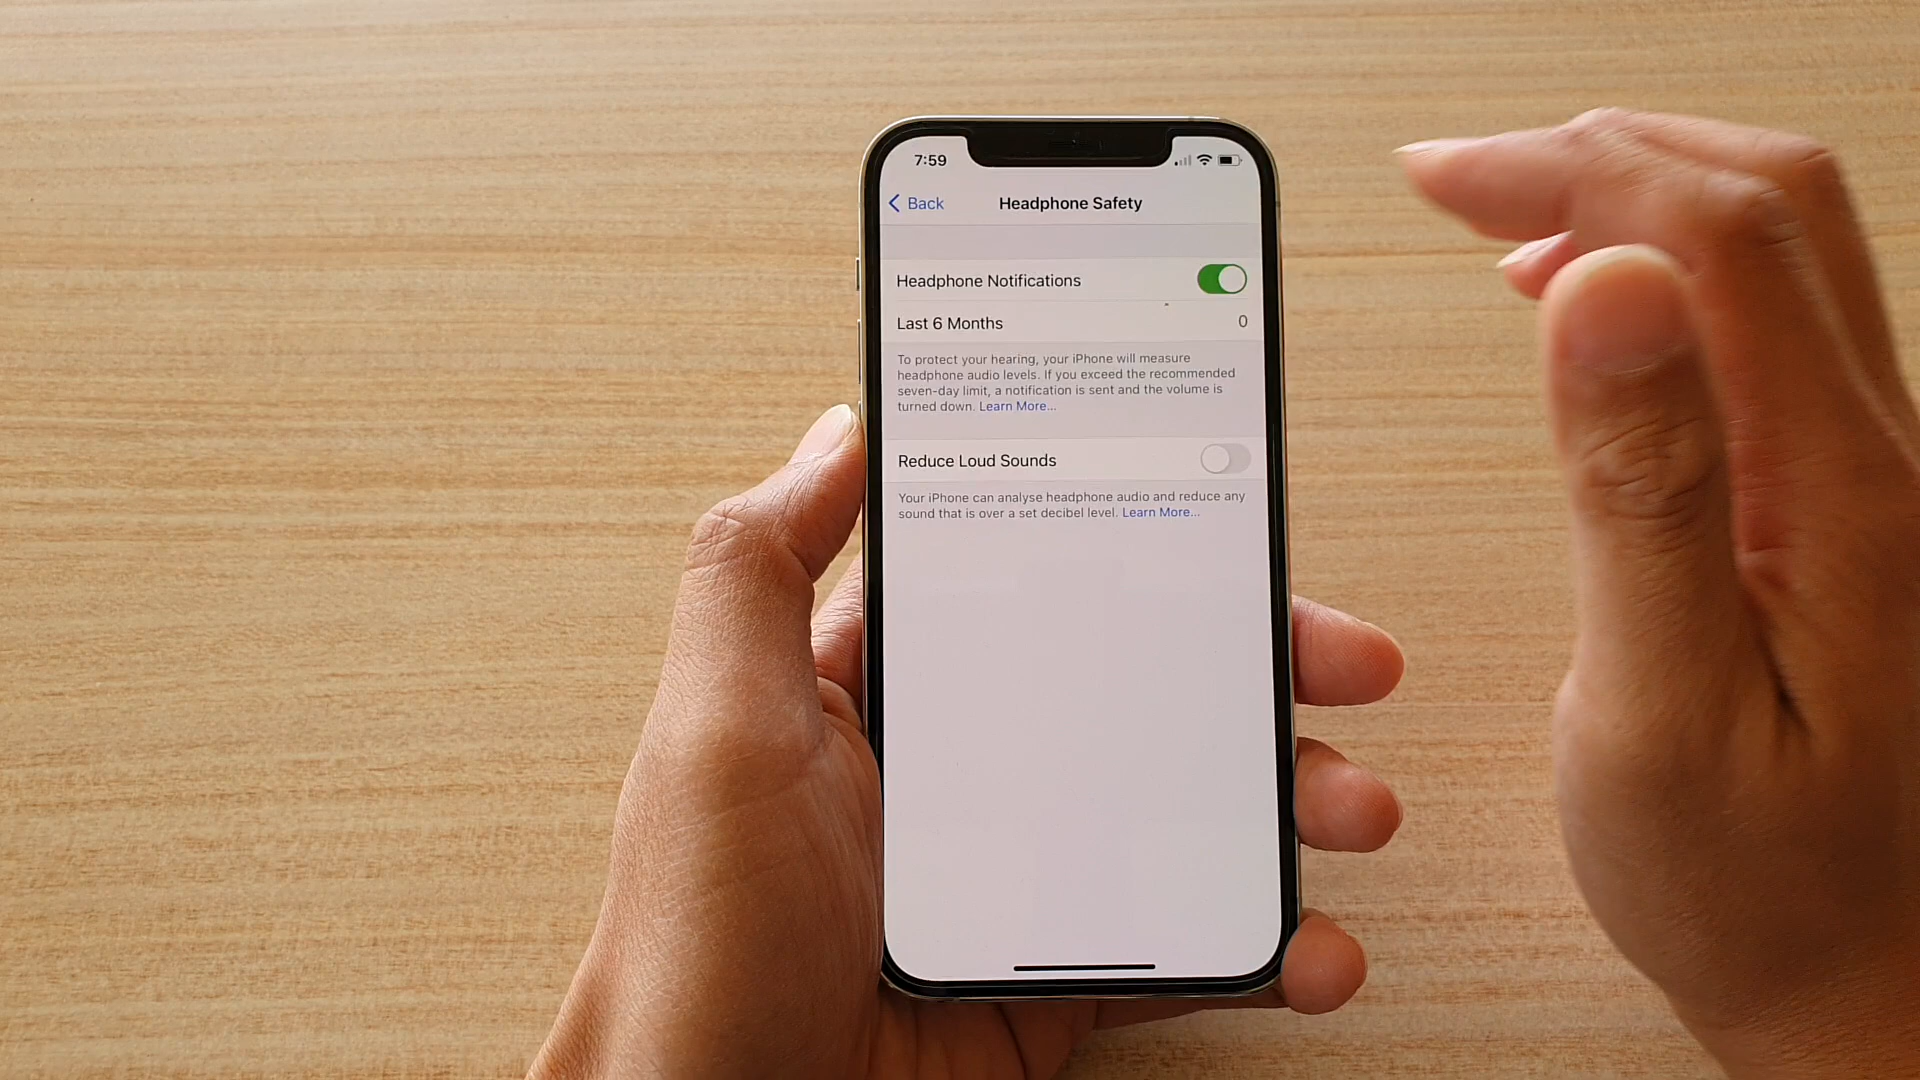 7:59
Back
Headphone Safety
Headphone Notifications
Last 6 Months 0
To protect your hearing, your iPhone will measure
headphone audio levels. If you exceed the recommended
seven-day limit, a notification is sent and the volume is
turned down. Learn More...
Reduce Loud Sounds
Your iPhone can analyse headphone audio and reduce any
sound that is over a set decibel level. Learn More...